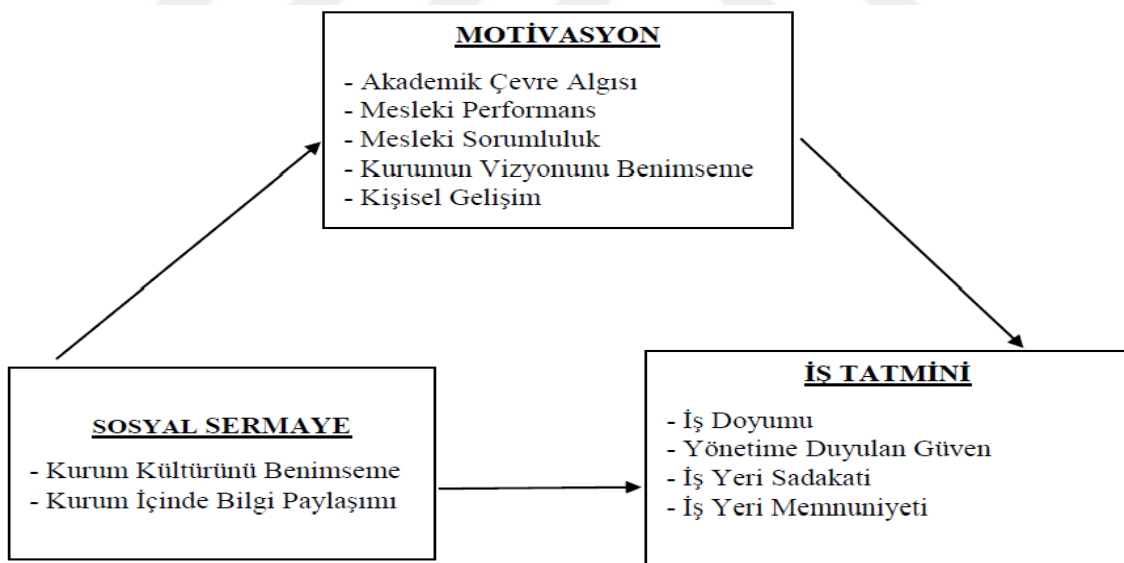 MOTİVASYON
- Akademik Çevre Algısı
- Mesleki Performans
- Mesleki Sorumluluk
- Kurumun Vizyonunu Benimseme
- Kişisel Gelişim
SOSYAL SERMAYE
- Kurum Kültürünü Benimseme
- Kurum İçinde Bilgi Paylaşımı
İŞ TATMİNİ
- İş Doyumu
- Yönetime Duyulan Güven
- İş Yeri Sadakati
- İş Yeri Memnuniyeti